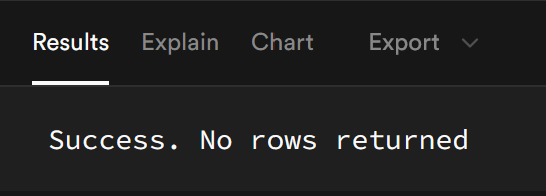 Results Explain Chart Export
Success. No rows returned